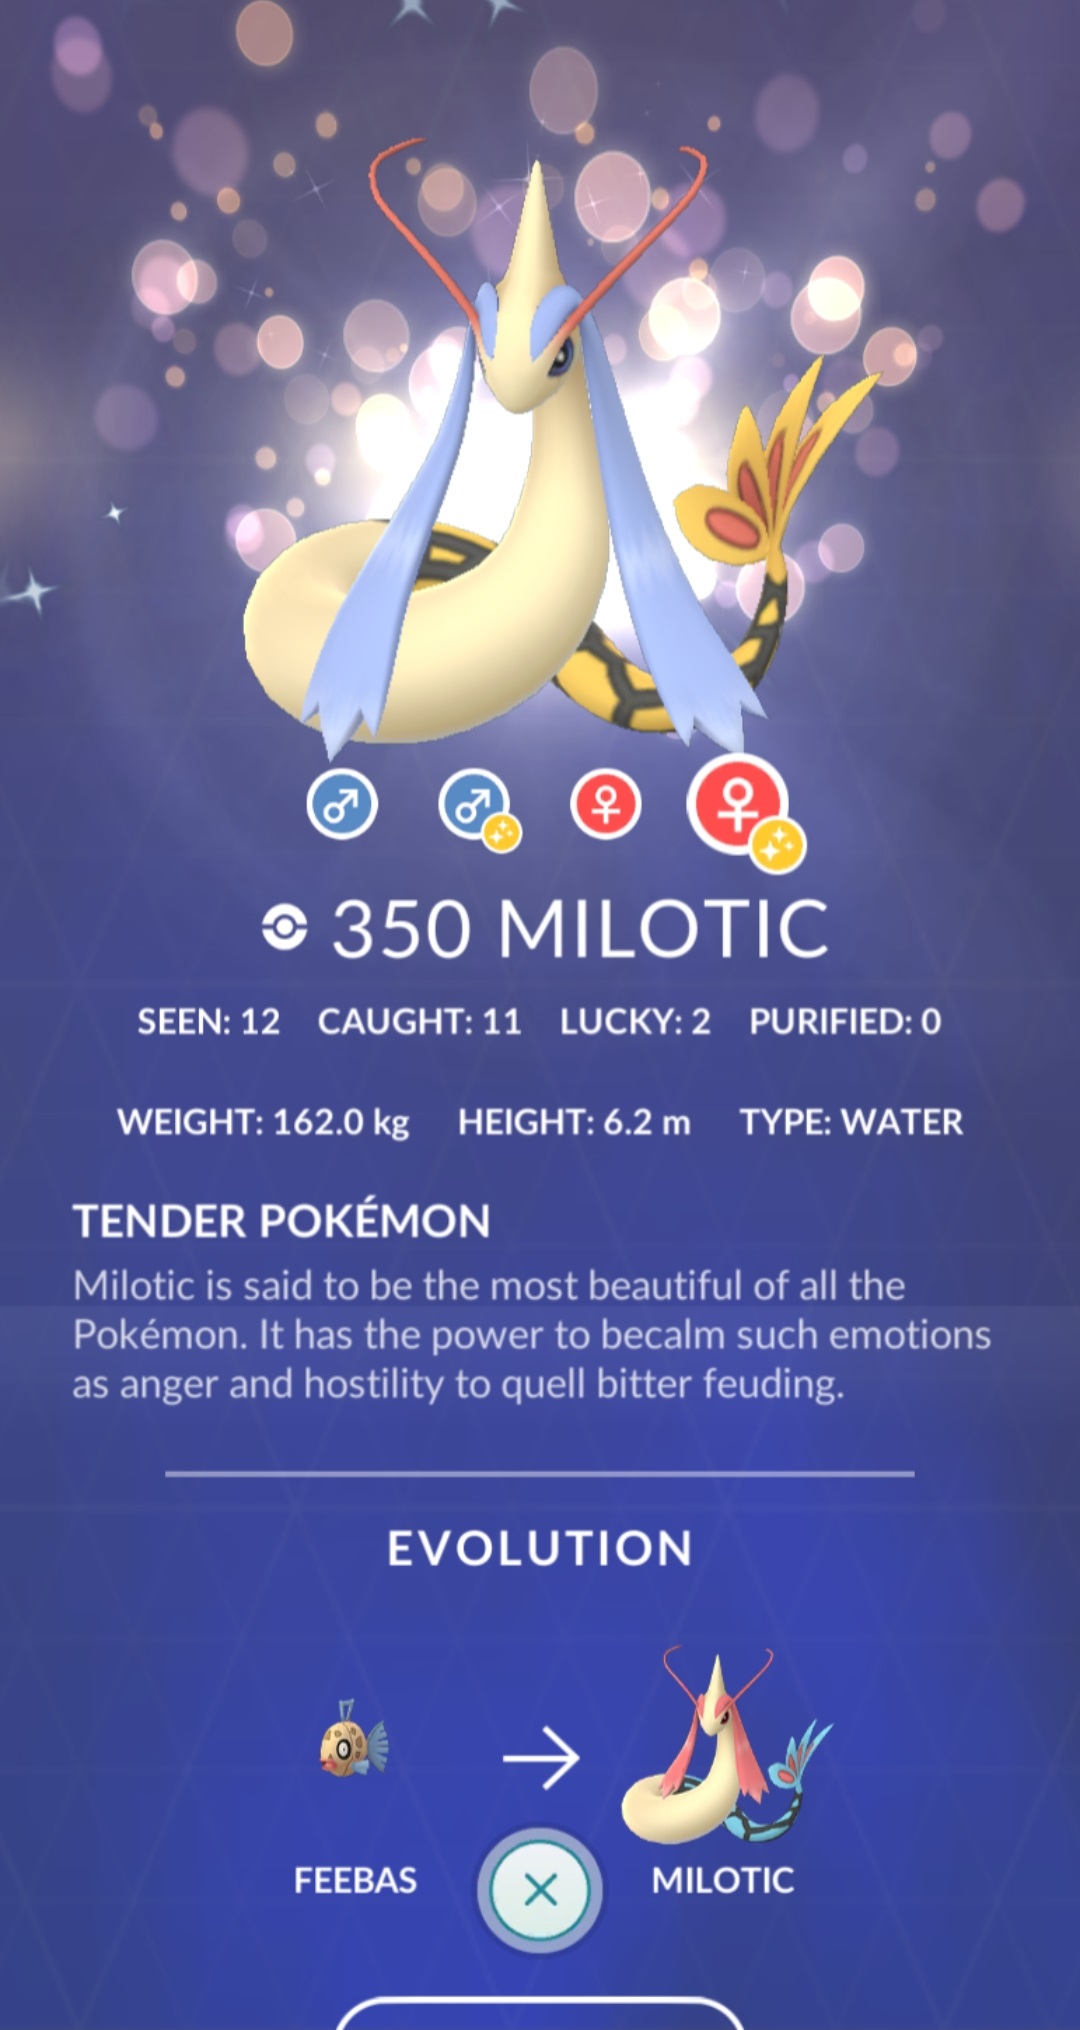 350 MILOTIC
SEEN: 12 CAUGHT: 11 LUCKY: 2 PURIFIED: 0
WEIGHT: 162.0 kg HEIGHT: 6.2 m TYPE: WATER
TENDER POKÉMON
Milotic is said to be the most beautiful of all the
Pokémon. It has the power to becalm such emotions
as anger and hostility to quell bitter feuding.
EVOLUTION
FEEBAS MILOTIC